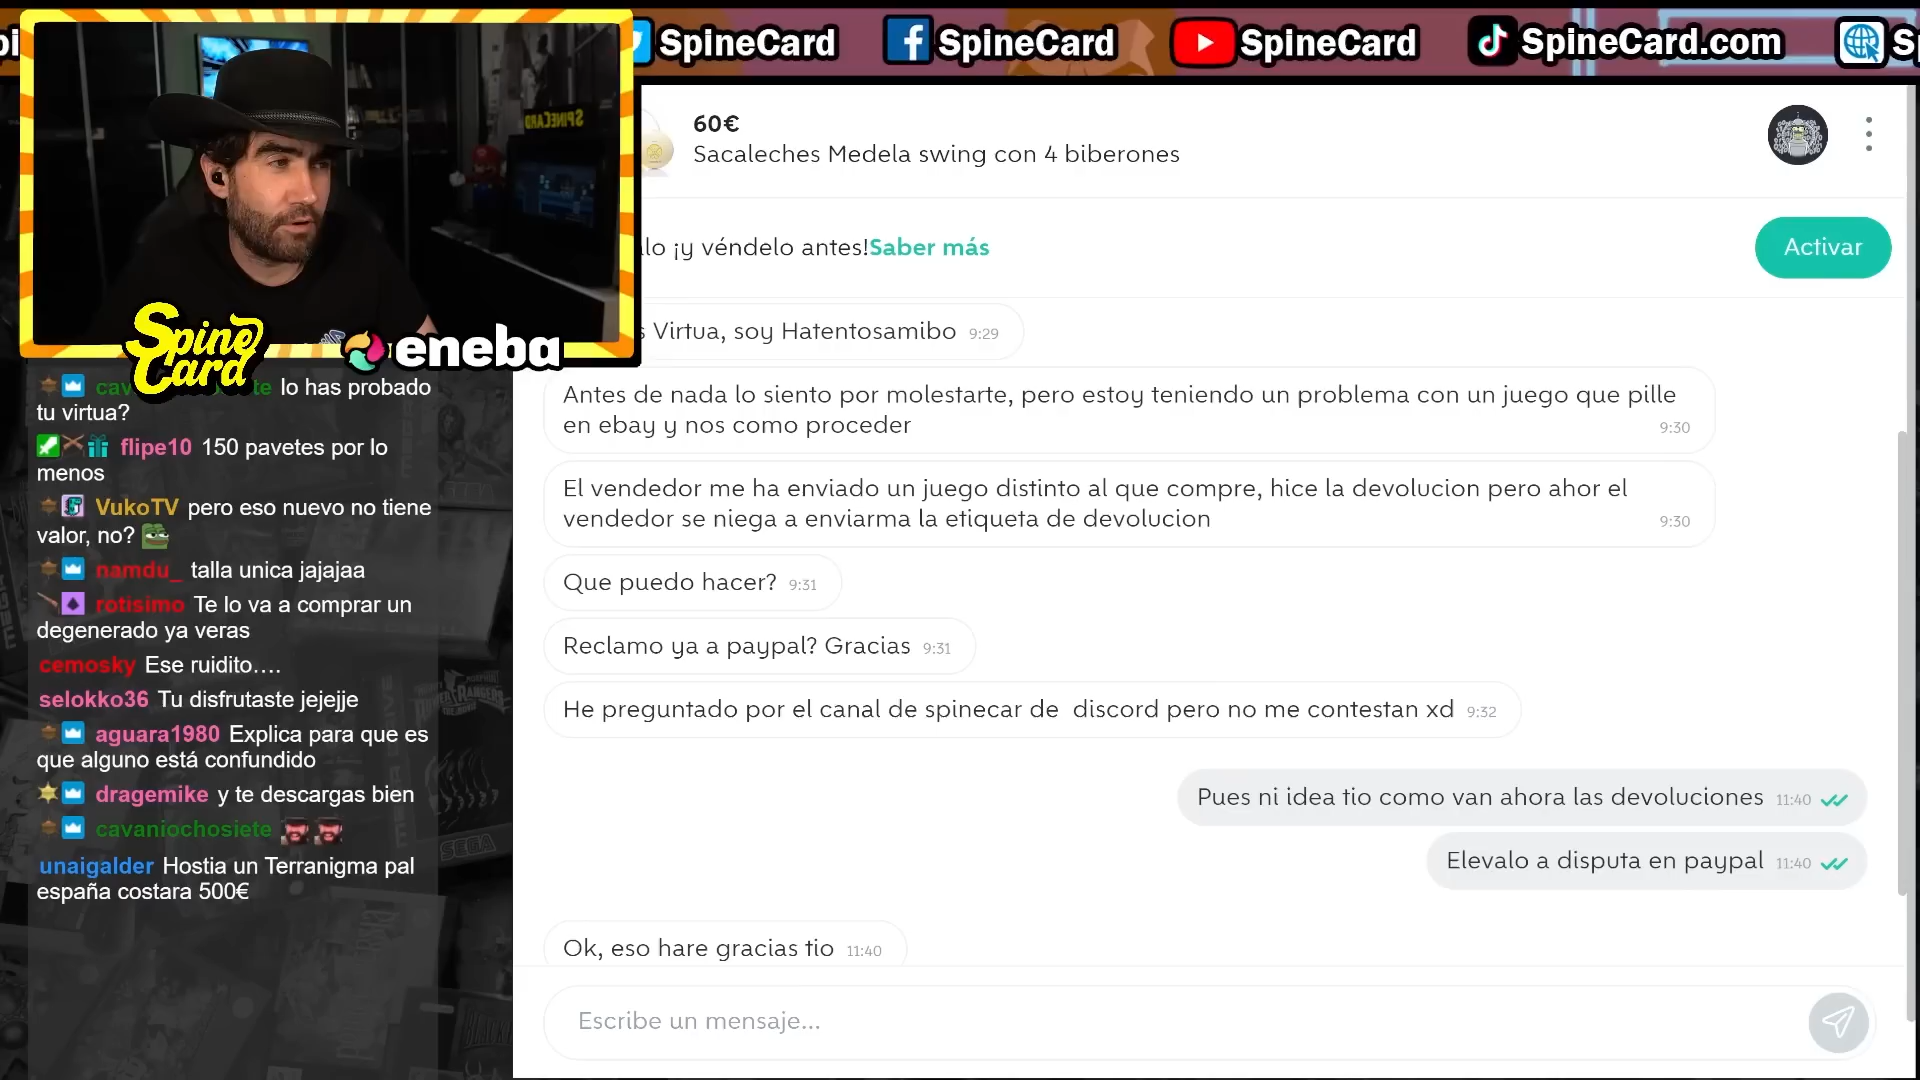 SpineCard
SpineCard
SpineCard
SpineCard.com
60€
Sacaleches Medela swing con 4 biberones
lo ¡y véndelo antes!Saber más
Activar
s Virtua, soy Hatentosamibo 9:29
Antes de nada lo siento por molestarte, pero estoy teniendo un problema con un juego que pille
en ebay y nos como proceder
9:30
El vendedor me ha enviado un juego distinto al que compre, hice la devolucion pero ahor el
vendedor se niega a enviarma la etiqueta de devolucion
9:30
Que puedo hacer? 9:31
Reclamo ya a paypal? Gracias 9:31
He preguntado por el canal de spinecar de discord pero no me contestan xd 9:32
Pues ni idea tio como van ahora las devoluciones 11:40
Elevalo a disputa en paypal 11:40
Ok, eso hare gracias tio 11:40
Escribe un mensaje...
SPINECARD
Spine
Card
eneba
cav te lo has probado
tu virtua?
flipe10 150 pavetes por lo
menos
VukoTV pero eso nuevo no tiene
valor, no?
namdu_ talla unica jajajaa
rotisimo Te lo va a comprar un
degenerado ya veras
cemosky Ese ruidito….
selokko36 Tu disfrutaste jejejje
aguara1980 Explica para que es
que alguno está confundido
dragemike y te descargas bien
cavaniochosiete
unaigalder Hostia un Terranigma pal
españa costara 500€
POWER RANGERS
SEGA